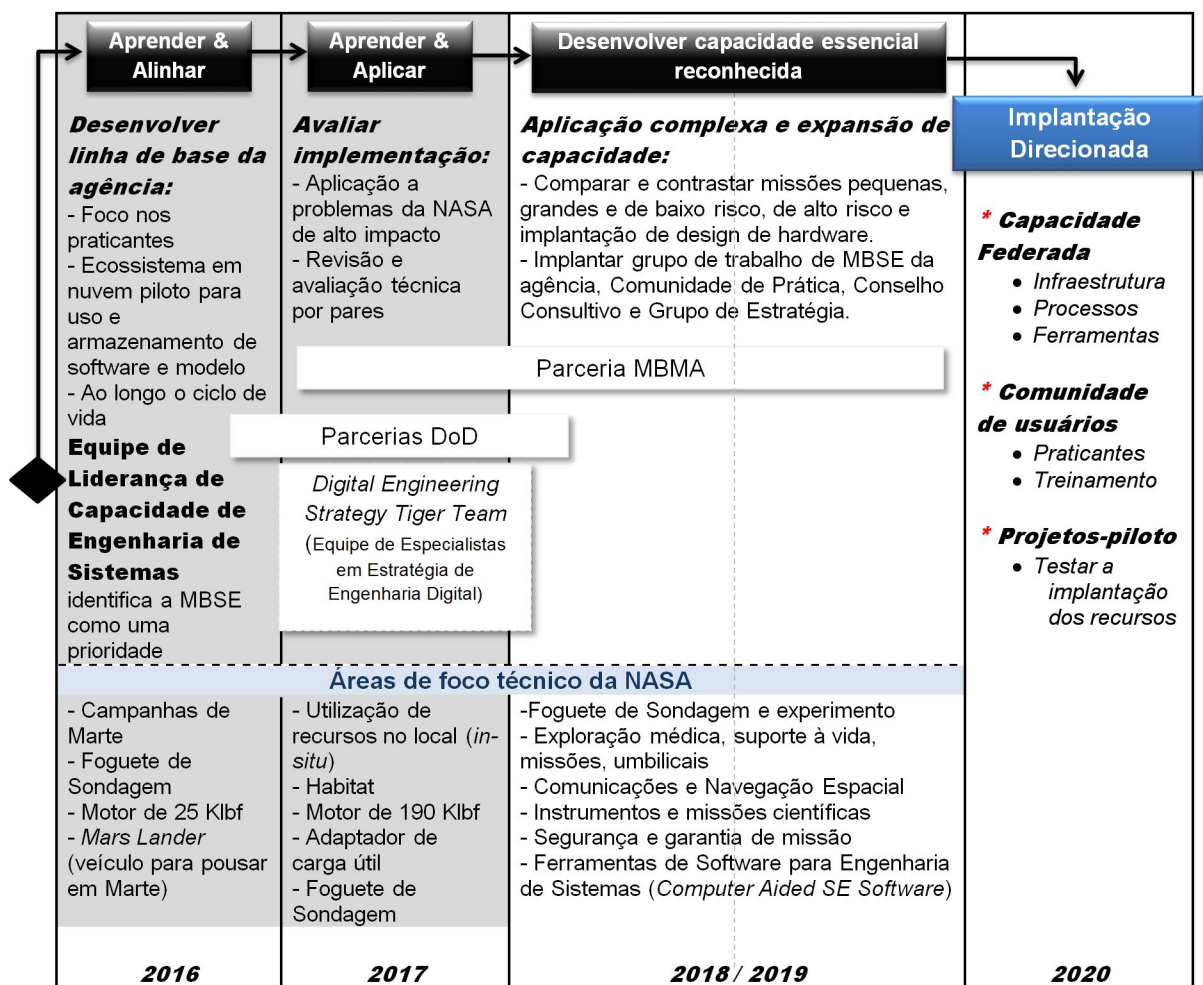 Aprender &
Alinhar
Aprender &
Aplicar
Desenvolver capacidade essencial
reconhecida
Implantação
Direcionada
Desenvolver
linha de base da
agência:
- Foco nos
praticantes
- Ecossistema em
nuvem piloto para
uso e
armazenamento de
software e modelo
- Ao longo o ciclo de
vida
Equipe de
Liderança de
Capacidade de
Engenharia de
Sistemas
identifica a MBSE
como uma
prioridade
Avaliar
implementação:
- Aplicação a
problemas da NASA
de alto impacto
- Revisão e
avaliação técnica
por pares
Aplicação complexa e expansão de
capacidade:
- Comparar e contrastar missões pequenas,
grandes e de baixo risco, de alto risco e
implantação de design de hardware.
- Implantar grupo de trabalho de MBSE da
agência, Comunidade de Prática, Conselho
Consultivo e Grupo de Estratégia.
Parceria MBMA
Parcerias DoD
Digital Engineering
Strategy Tiger Team
(Equipe de Especialistas
em Estratégia de
Engenharia Digital)
* Capacidade
Federada
• Infraestrutura
• Processos
• Ferramentas
* Comunidade
de usuários
• Praticantes
• Treinamento
* Projetos-piloto
• Testar a
implantação
dos recursos
Áreas de foco técnico da NASA
- Campanhas de
Marte
- Foguete de
Sondagem
- Motor de 25 Klbf
- Mars Lander
(veículo para pousar
em Marte)
- Utilização de
recursos no local (in-
situ)
- Habitat
- Motor de 190 Klbf
- Adaptador de
carga útil
- Foguete de
Sondagem
-Foguete de Sondagem e experimento
- Exploração médica, suporte à vida,
missões, umbilicais
- Comunicações e Navegação Espacial
- Instrumentos e missões científicas
- Segurança e garantia de missão
- Ferramentas de Software para Engenharia
de Sistemas (Computer Aided SE Software)
2016
2017
2018 / 2019
2020